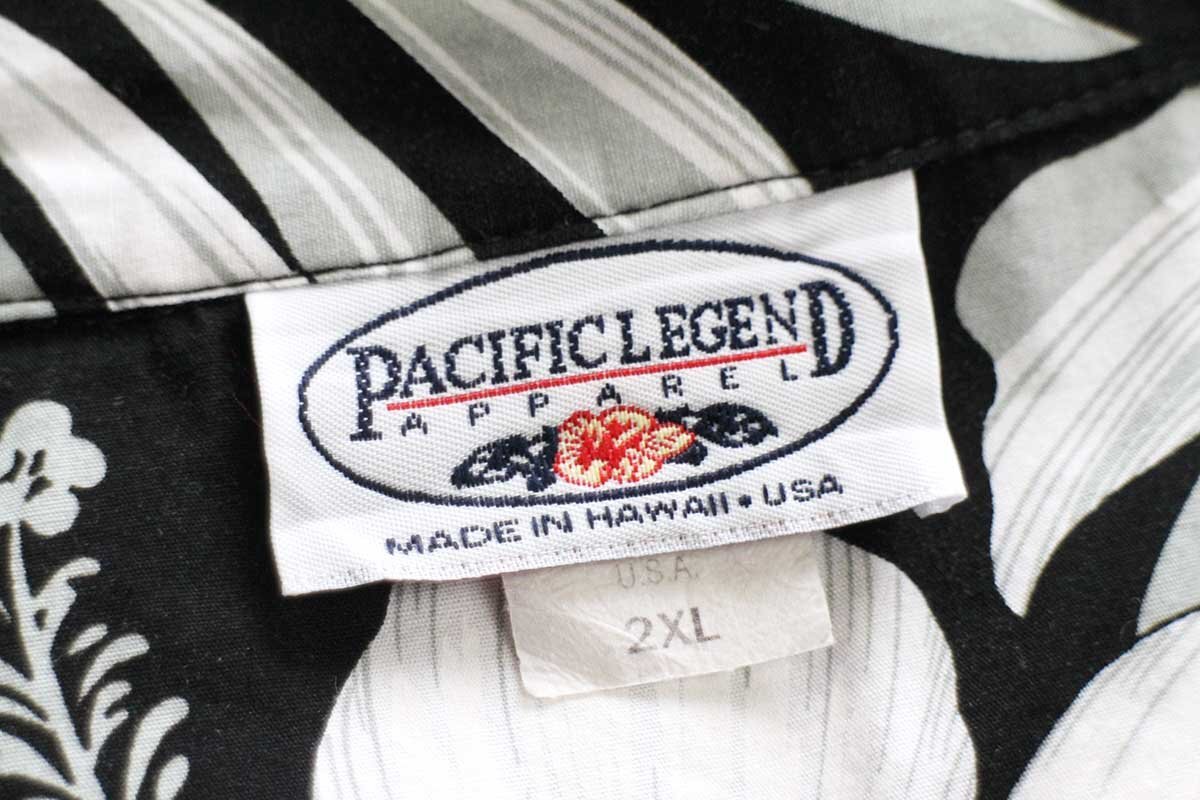 PACIFIC LEGEND
APPAREL
MADE IN HAWAII • USA
U.S.A.
2XL